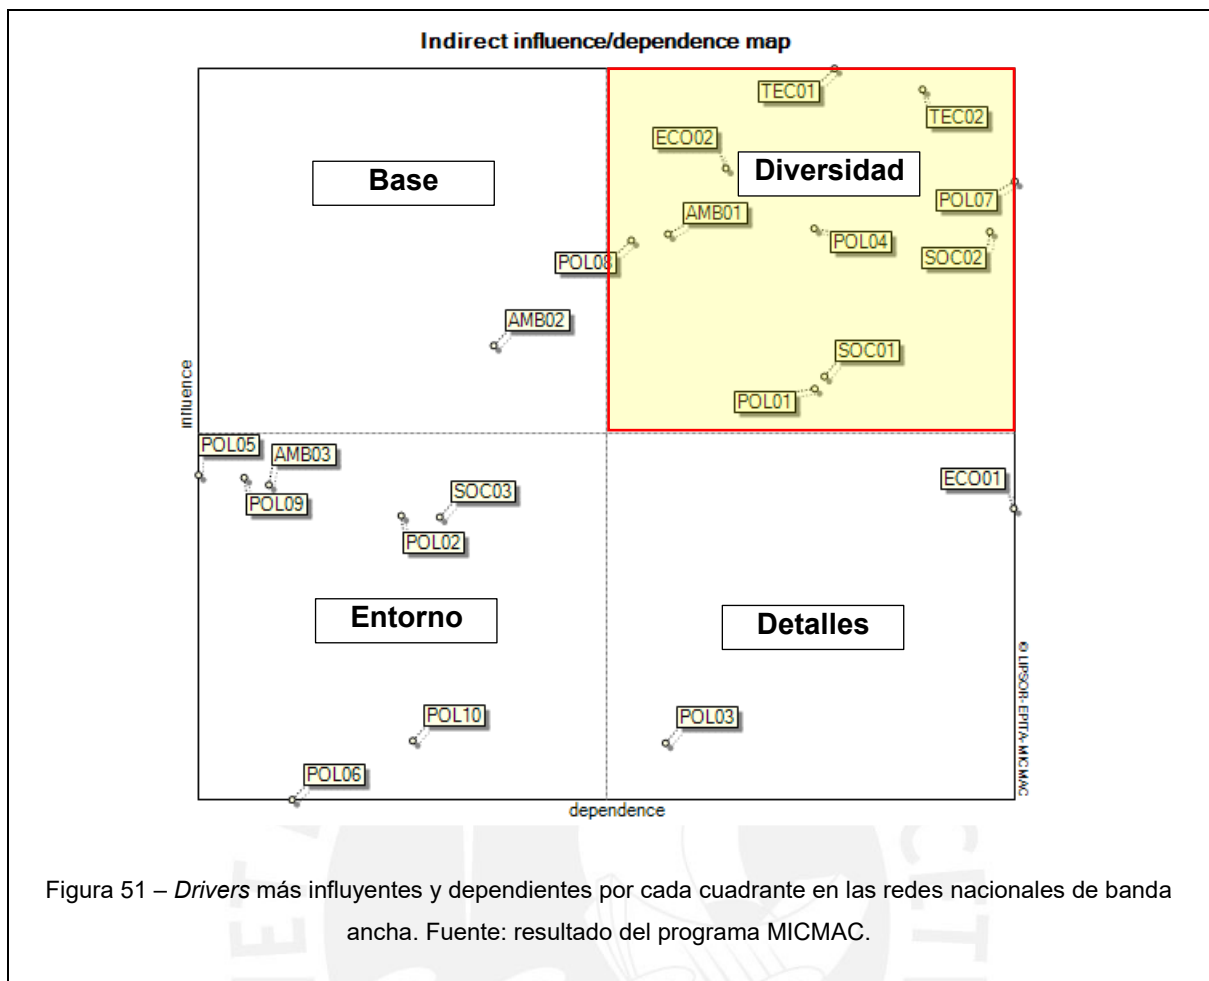 Indirect influence/dependence map
TEC01
TEC02
ECO02
Base
Diversidad
POL07
AMB01
POL04
SOC02
POL08
AMB02
SOC01
influence
POL01
POL05
AMB03
ECO01
SOC03
POL09
POL02
Entorno
Detalles
© LIPSOR-EPITA-MICMAC
POL10
POL03
POL06
dependence
Figura 51 – Drivers más influyentes y dependientes por cada cuadrante en las redes nacionales de banda
ancha. Fuente: resultado del programa MICMAC.